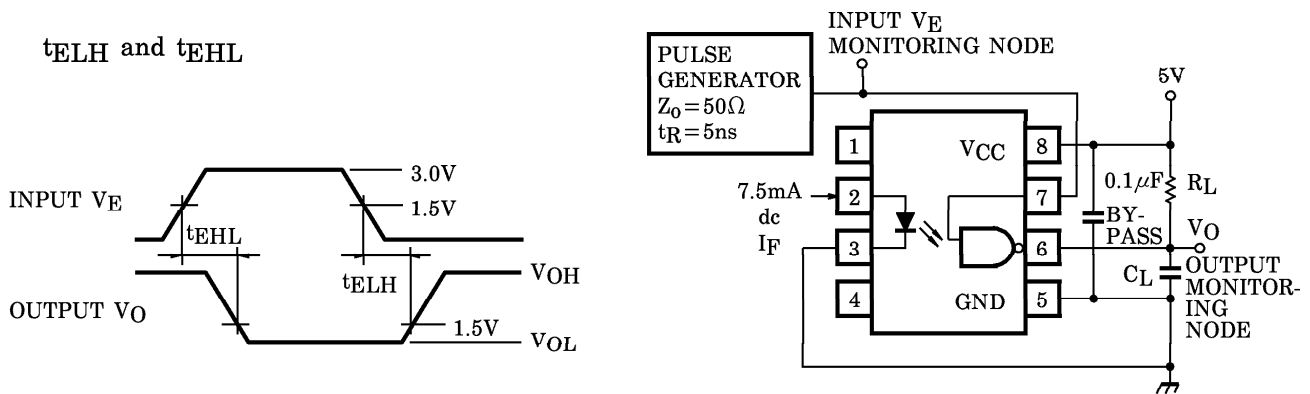 tELH and tEHL
INPUT VE
3.0V
1.5V
tEHL
tELH
OUTPUT VO
VOH
1.5V
VOL
INPUT VE
MONITORING NODE
PULSE
GENERATOR
Zo=50Ω
tR=5ns
5V
1
2
3
4
VCC
GND
8
7
6
5
7.5mA
dc
IF
0.1μF
BY-
PASS
RL
VO
CL
OUTPUT
MONITOR-
ING
NODE